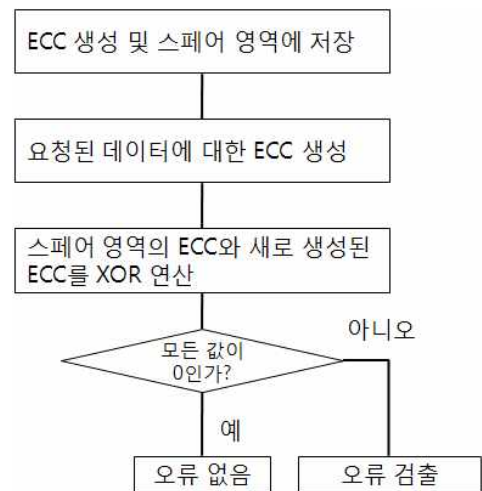 ECC 생성 및 스페어 영역에 저장
요청된 데이터에 대한 ECC 생성
스페어 영역의 ECC와 새로 생성된
ECC를 XOR 연산
모든 값이
0인가?
아니오
예
오류 없음
오류 검출